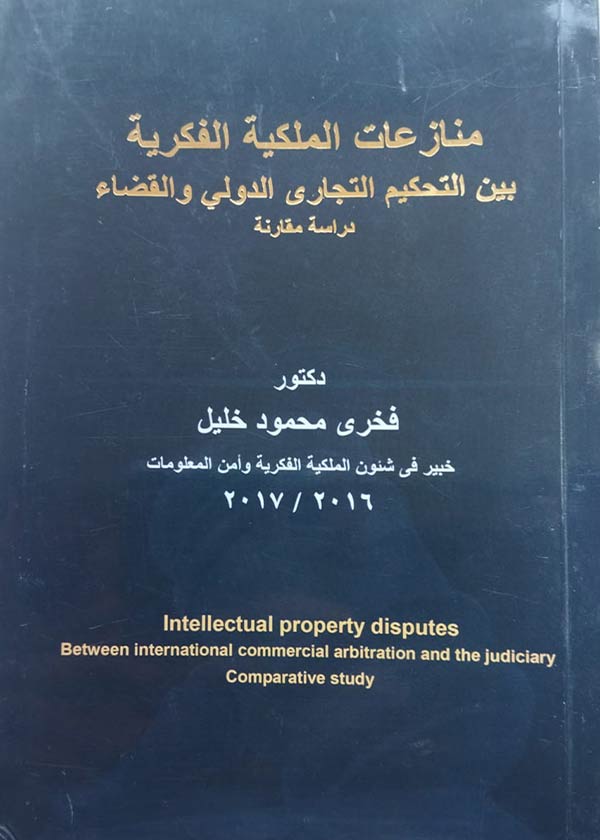 منازعات الملكية الفكرية
بين التحكيم التجارى الدولي والقضاء
دراسة مقارنة
دكتور
فخرى محمود خليل
خبير فى شئون الملكية الفكرية وأمن المعلومات
٢٠١٦ / ٢٠١٧
Intellectual property disputes
Between international commercial arbitration and the judiciary
Comparative study